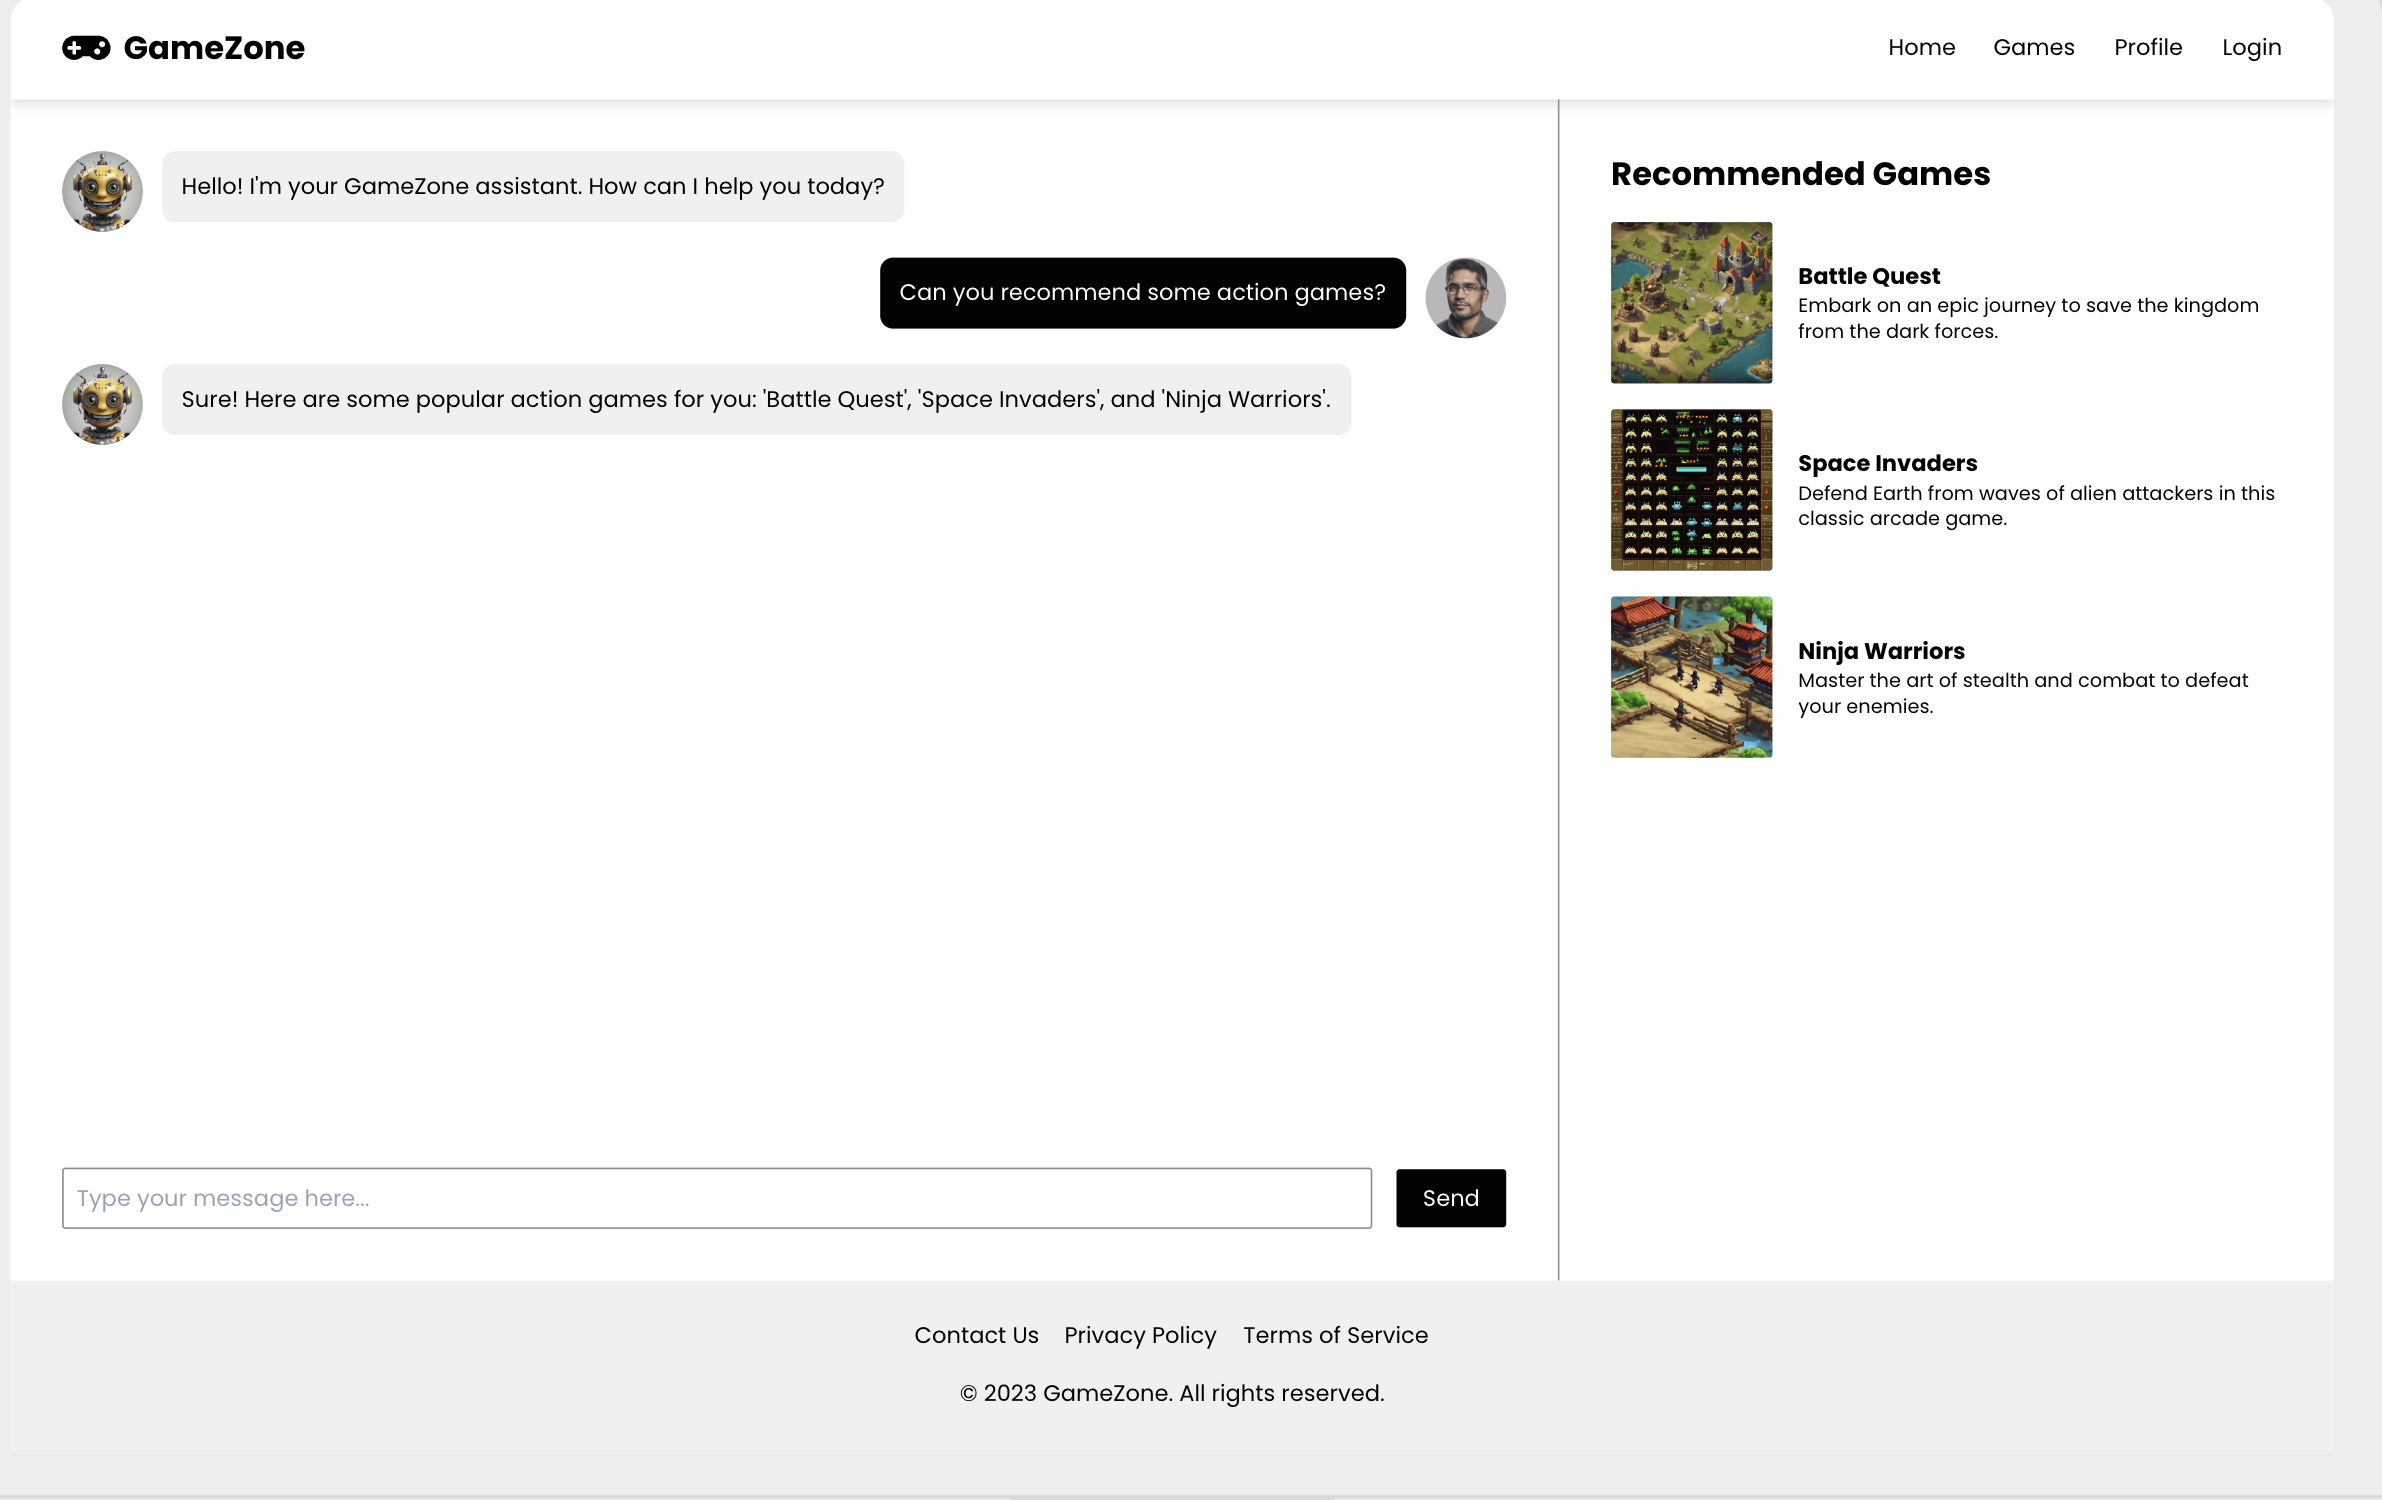 GameZone
Home Games Profile Login
Hello! I'm your GameZone assistant. How can I help you today?
Can you recommend some action games?
Sure! Here are some popular action games for you: 'Battle Quest', 'Space Invaders', and 'Ninja Warriors'.
Type your message here...
Send
Recommended Games
Battle Quest
Embark on an epic journey to save the kingdom
from the dark forces.
Space Invaders
Defend Earth from waves of alien attackers in this
classic arcade game.
Ninja Warriors
Master the art of stealth and combat to defeat
your enemies.
Contact Us Privacy Policy Terms of Service
© 2023 GameZone. All rights reserved.